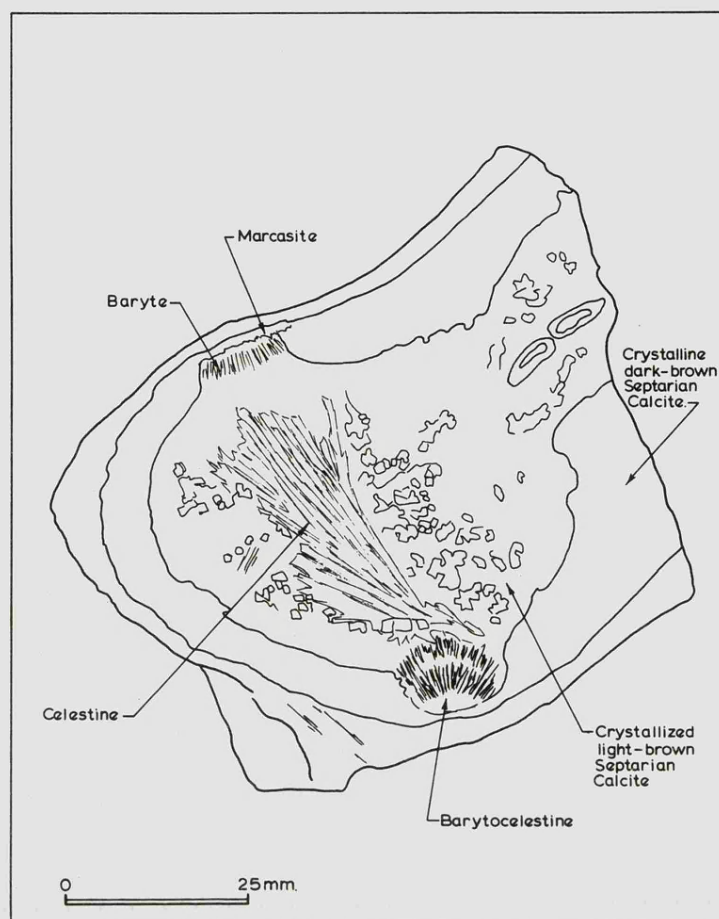 Marcasite
Baryte
Crystalline
dark-brown
Septarian
Calcite.
Celestine
Crystallized
light-brown
Septarian
Calcite
Barytocelestine
0 25mm.